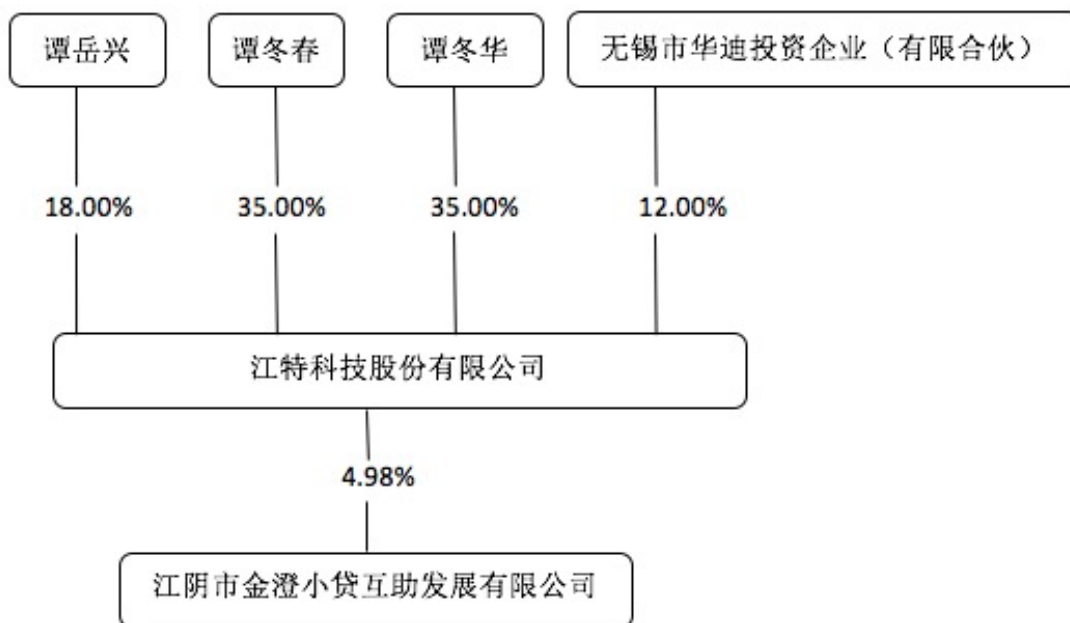 谭岳兴
谭冬春
谭冬华
无锡市华迪投资企业（有限合伙）
18.00%
35.00%
35.00%
12.00%
江特科技股份有限公司
4.98%
江阴市金澄小贷互助发展有限公司